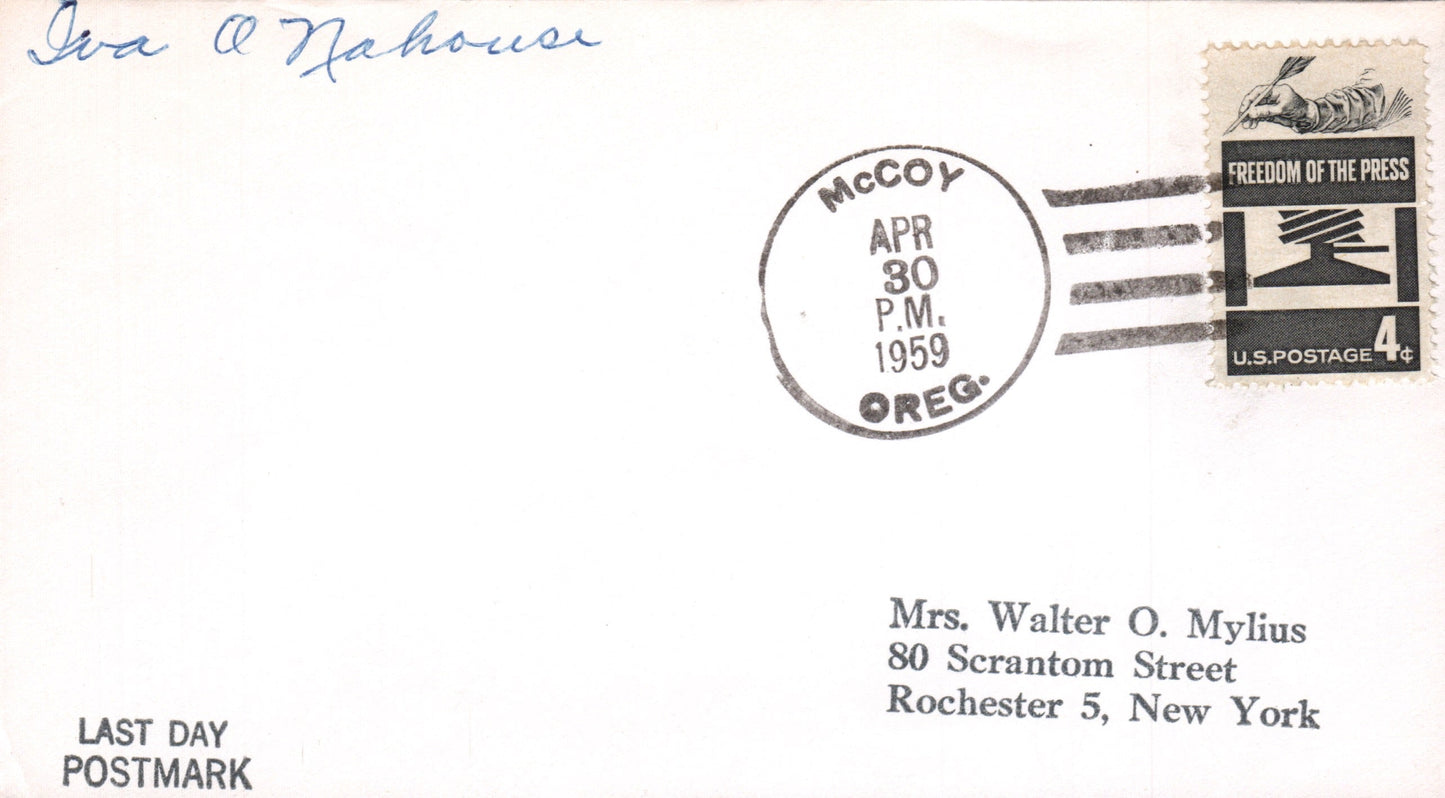 Iva O Nahouse
McCOY
APR
30
P.M.
1959
OREG.
FREEDOM OF THE PRESS
U.S.POSTAGE 4¢
Mrs. Walter O. Mylius
80 Scrantom Street
Rochester 5, New York
LAST DAY
POSTMARK